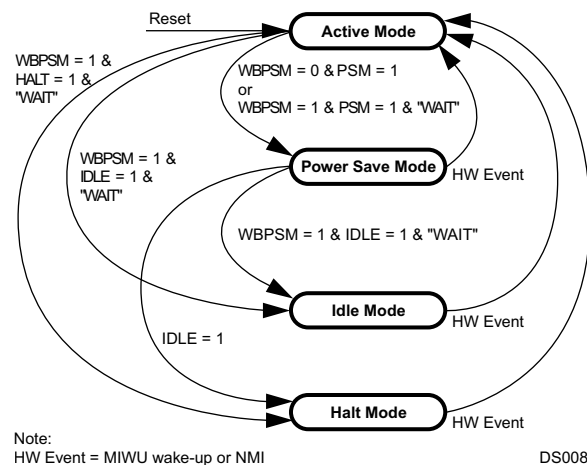 Reset
Active Mode
WBPSM = 1 &
HALT = 1 &
"WAIT"
WBPSM = 0 & PSM = 1
or
WBPSM = 1 & PSM = 1 & "WAIT"
WBPSM = 1 &
IDLE = 1 &
"WAIT"
Power Save Mode
HW Event
WBPSM = 1 & IDLE = 1 & "WAIT"
Idle Mode
HW Event
IDLE = 1
Halt Mode
HW Event
Note:
HW Event = MIWU wake-up or NMI
DS008